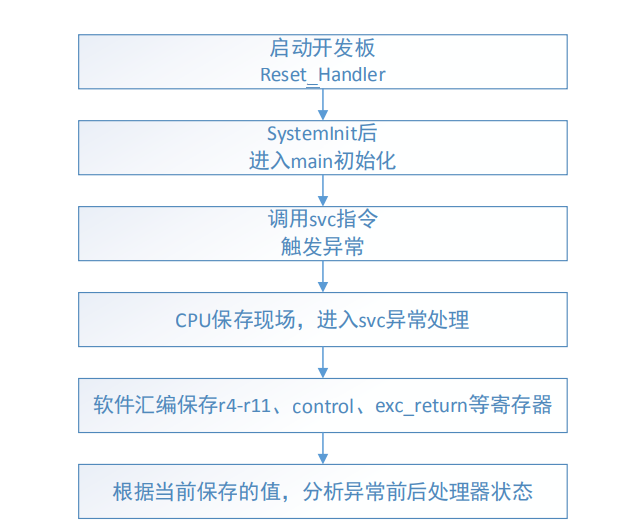 启动开发板
Reset_Handler
SystemInit后
进入main初始化
调用svc指令
触发异常
CPU保存现场，进入svc异常处理
软件汇编保存r4-r11、control、exc_return等寄存器
根据当前保存的值，分析异常前后处理器状态